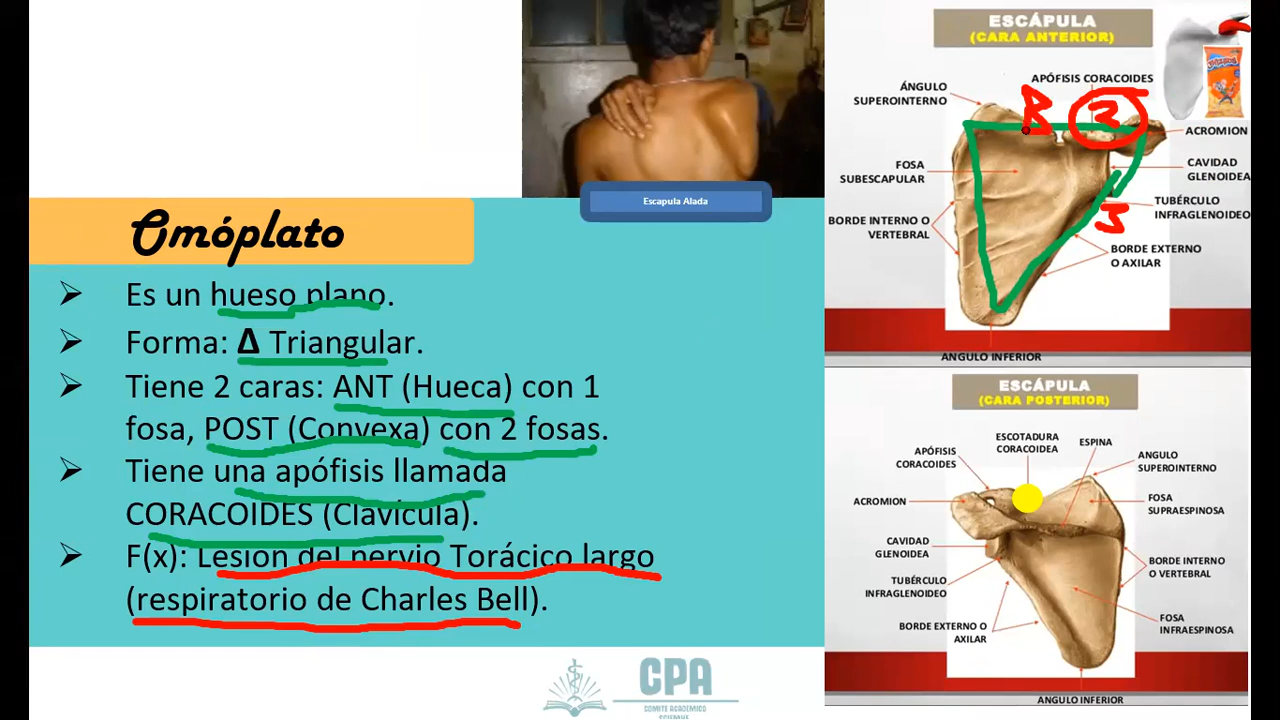 Escapula Alada
Omóplato
Es un hueso plano.
Forma: Δ Triangular.
Tiene 2 caras: ANT (Hueca) con 1
fosa, POST (Convexa) con 2 fosas.
Tiene una apófisis llamada
CORACOIDES (Clavícula).
F(x): Lesión del nervio Torácico largo
(respiratorio de Charles Bell).
CPA
COMITÉ ACADÉMICO
ESCÁPULA
(CARA ANTERIOR)
APÓFISIS CORACOIDES
ÁNGULO
SUPEROINTERNO
B 2
ACROMION
FOSA
SUBESCAPULAR
CAVIDAD
GLENOIDEA
TUBÉRCULO
INFRAGLENOIDEO
BORDE INTERNO O
VERTEBRAL
BORDE EXTERNO
O AXILAR
ANGULO INFERIOR
ESCÁPULA
(CARA POSTERIOR)
ESCOTADURA
CORACOIDEA
ESPINA
APÓFISIS
CORACOIDES
ANGULO
SUPEROINTERNO
ACROMION
FOSA
SUPRAESPINOSA
CAVIDAD
GLENOIDEA
BORDE INTERNO
O VERTEBRAL
TUBÉRCULO
INFRAGLENOIDEO
BORDE EXTERNO O
AXILAR
FOSA
INFRAESPINOSA
ANGULO INFERIOR